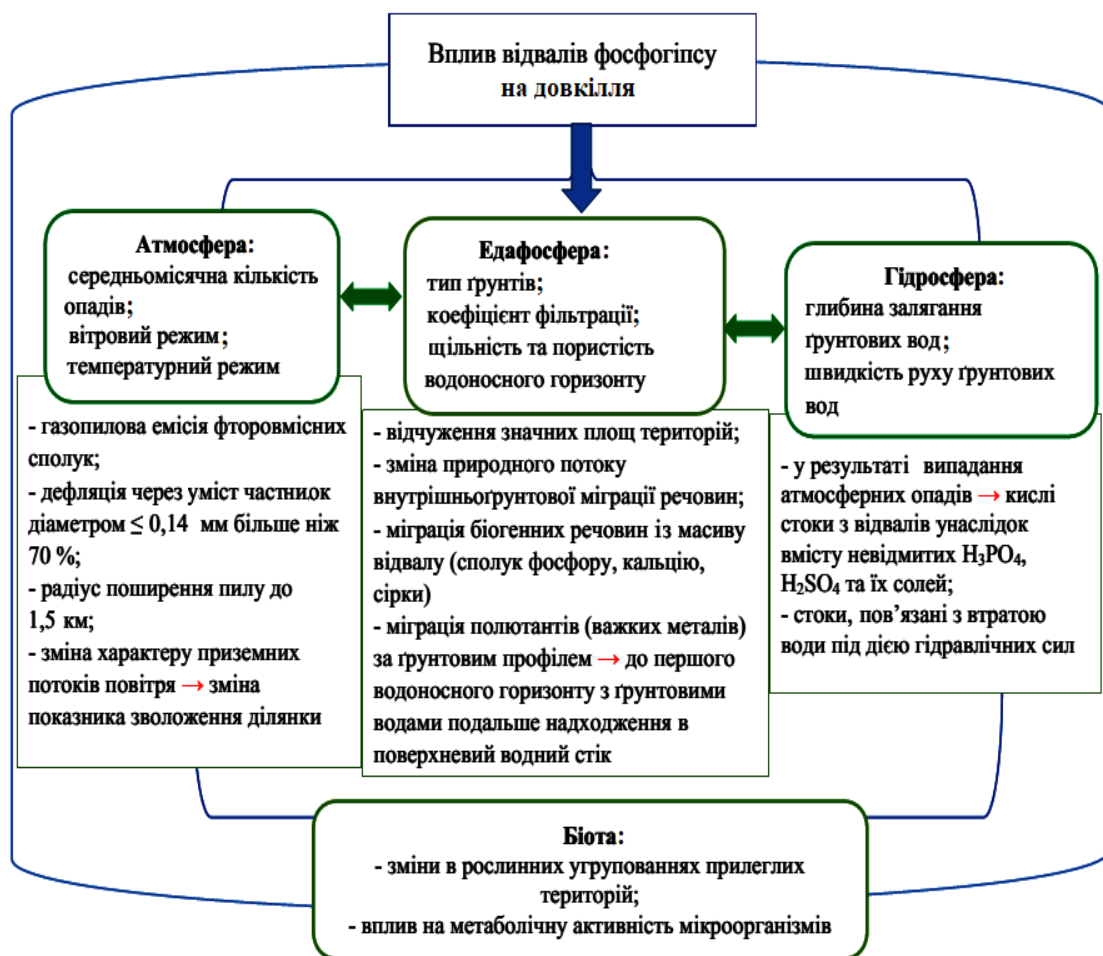 Вплив відвалів фосфогіпсу
на довкілля
Атмосфера:
середньомісячна кількість
опадів;
вітровий режим;
температурний режим
- газопилова емісія фторовмісних
сполук;
- дефляція через уміст частинок
діаметром ≤ 0,14 мм більше ніж
70 %;
- радіус поширення пилу до
1,5 км;
- зміна характеру приземних
потоків повітря → зміна
показника зволоження ділянки
Едафосфера:
тип ґрунтів;
коефіцієнт фільтрації;
щільність та пористість
водоносного горизонту
- відчуження значних площ територій;
- зміна природного потоку
внутрішньоґрунтової міграції речовин;
- міграція біогенних речовин із масиву
відвалу (сполук фосфору, кальцію,
сірки)
- міграція полютантів (важких металів)
за ґрунтовим профілем → до першого
водоносного горизонту з ґрунтовими
водами подальше надходження в
поверхневий водний стік
Гідросфера:
глибина залягання
ґрунтових вод;
швидкість руху ґрунтових
вод
- у результаті випадання
атмосферних опадів → кислі
стоки з відвалів унаслідок
вмісту невідмитих H₃PO₄,
H₂SO₄ та їх солей;
- стоки, пов’язані з втратою
води під дією гідравлічних сил
Біота:
- зміни в рослинних угрупованнях прилеглих
територій;
- вплив на метаболічну активність мікроорганізмів